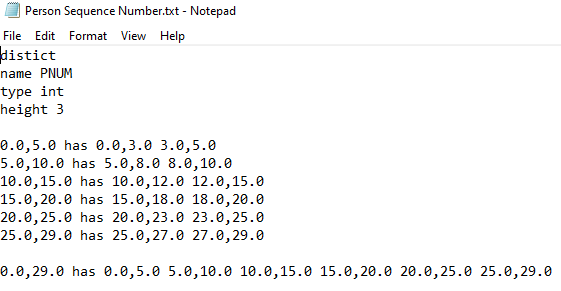 Person Sequence Number.txt - Notepad
File Edit Format View Help
distict
name PNUM
type int
height 3
0.0,5.0 has 0.0,3.0 3.0,5.0
5.0,10.0 has 5.0,8.0 8.0,10.0
10.0,15.0 has 10.0,12.0 12.0,15.0
15.0,20.0 has 15.0,18.0 18.0,20.0
20.0,25.0 has 20.0,23.0 23.0,25.0
25.0,29.0 has 25.0,27.0 27.0,29.0
0.0,29.0 has 0.0,5.0 5.0,10.0 10.0,15.0 15.0,20.0 20.0,25.0 25.0,29.0